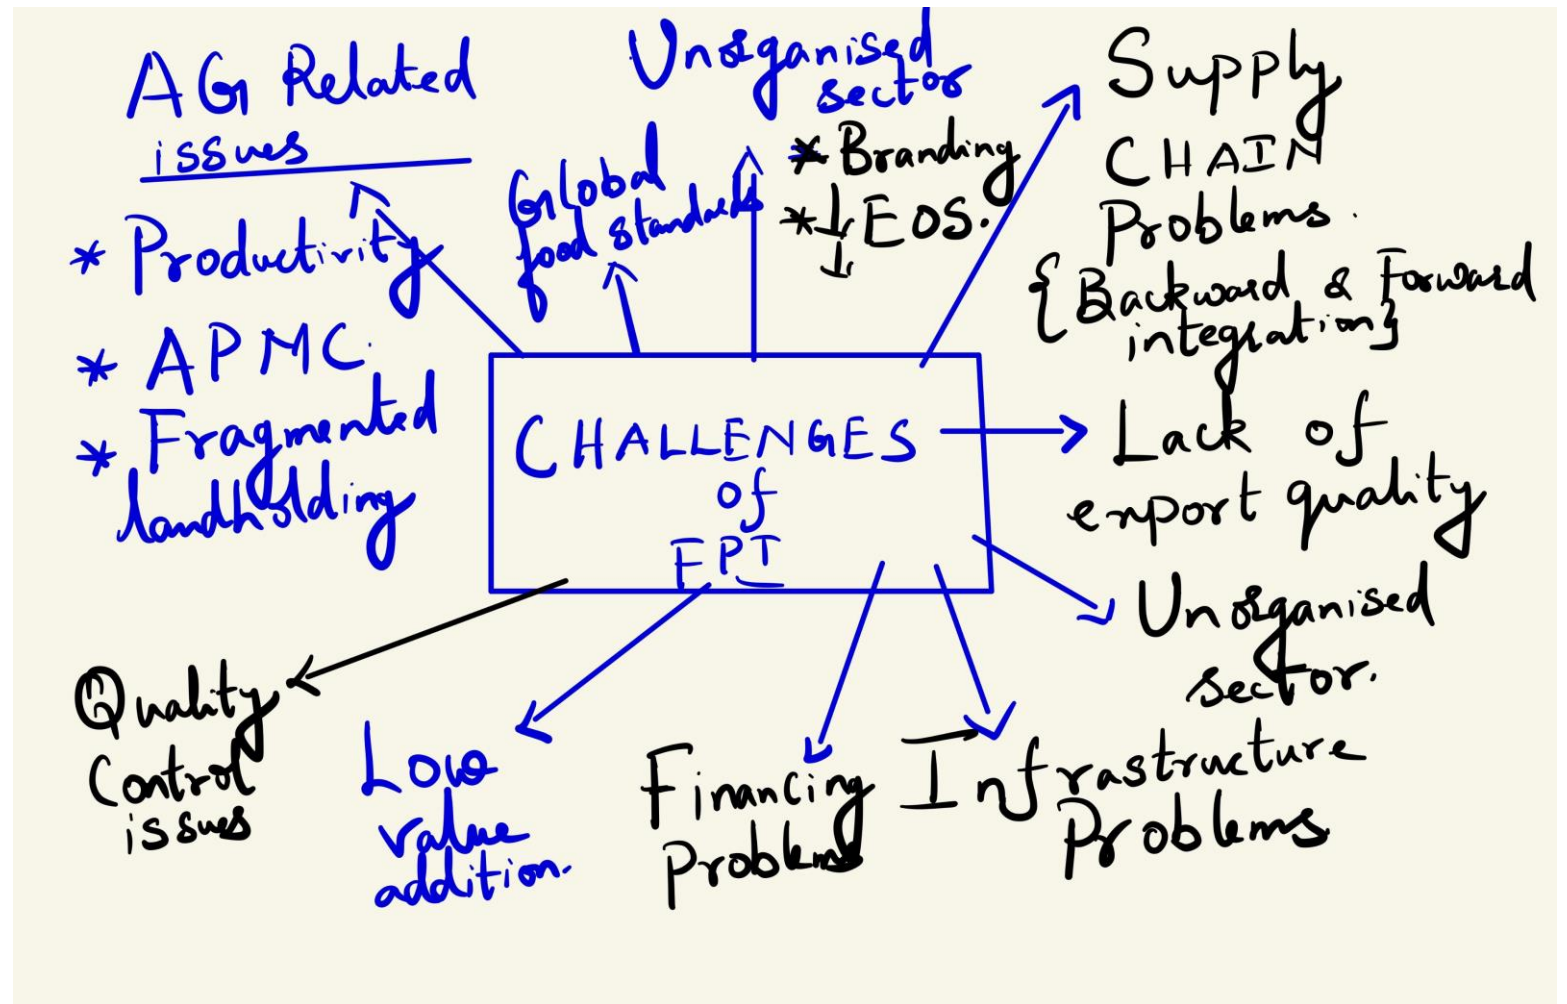 AG Related
issues
* Productivity
* APMC.
* Fragmented
landholding
Global
food standards
Unorganised
sector
* Branding
* ↓ EOS.
Supply
CHAIN
Problems.
{Backward & Forward
integration}
CHALLENGES
of
FPI
Lack of
export quality
Unorganised
sector.
Infrastructure
Problems
Financing
Problems
Low
value
addition.
Quality
Control
issues